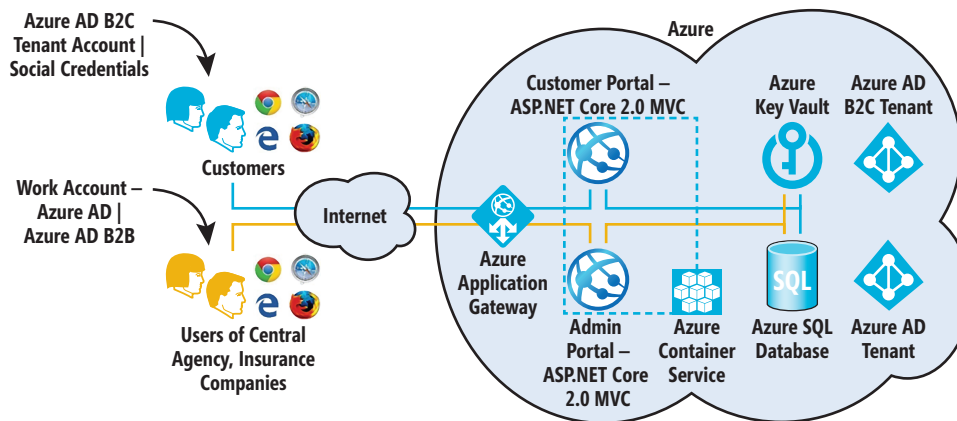 Azure AD B2C
Tenant Account |
Social Credentials
Customers
Work Account –
Azure AD |
Azure AD B2B
Users of Central
Agency, Insurance
Companies
Internet
Azure
Customer Portal –
ASP.NET Core 2.0 MVC
Azure
Key Vault
Azure AD
B2C Tenant
Azure
Application
Gateway
Admin
Portal –
ASP.NET Core
2.0 MVC
Azure
Container
Service
SQL
Azure SQL
Database
Azure AD
Tenant